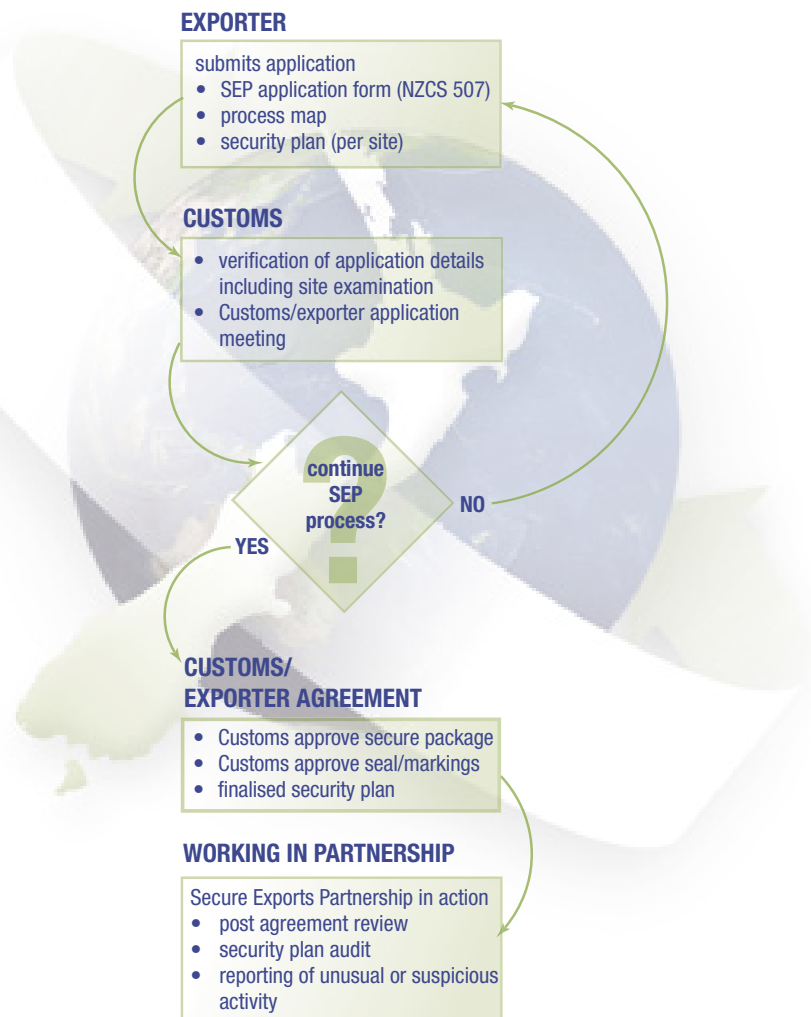 EXPORTER
submits application
• SEP application form (NZCS 507)
• process map
• security plan (per site)
CUSTOMS
• verification of application details
including site examination
• Customs/exporter application
meeting
?
continue
SEP
process?
NO
YES
CUSTOMS/
EXPORTER AGREEMENT
• Customs approve secure package
• Customs approve seal/markings
• finalised security plan
WORKING IN PARTNERSHIP
Secure Exports Partnership in action
• post agreement review
• security plan audit
• reporting of unusual or suspicious
activity